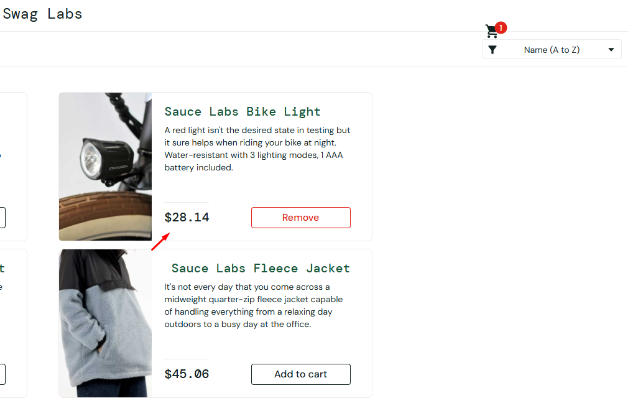 Swag Labs
1
Name (A to Z)
Sauce Labs Bike Light
A red light isn't the desired state in testing but
it sure helps when riding your bike at night.
Water-resistant with 3 lighting modes, 1 AAA
battery included.
$28.14
Remove
Sauce Labs Fleece Jacket
It's not every day that you come across a
midweight quarter-zip fleece jacket capable
of handling everything from a relaxing day
outdoors to a busy day at the office.
$45.06
Add to cart